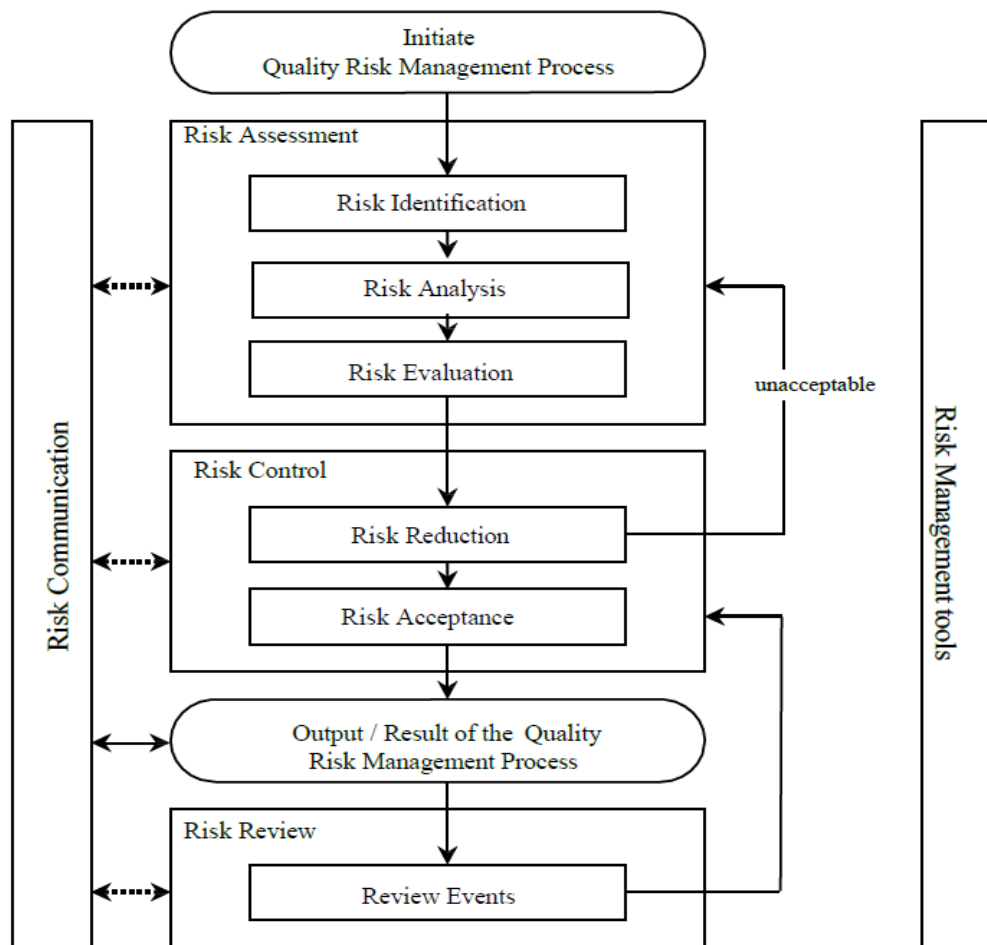 Initiate
Quality Risk Management Process
Risk Assessment
Risk Identification
Risk Analysis
Risk Evaluation
unacceptable
Risk Communication
Risk Management tools
Risk Control
Risk Reduction
Risk Acceptance
Output / Result of the Quality
Risk Management Process
Risk Review
Review Events